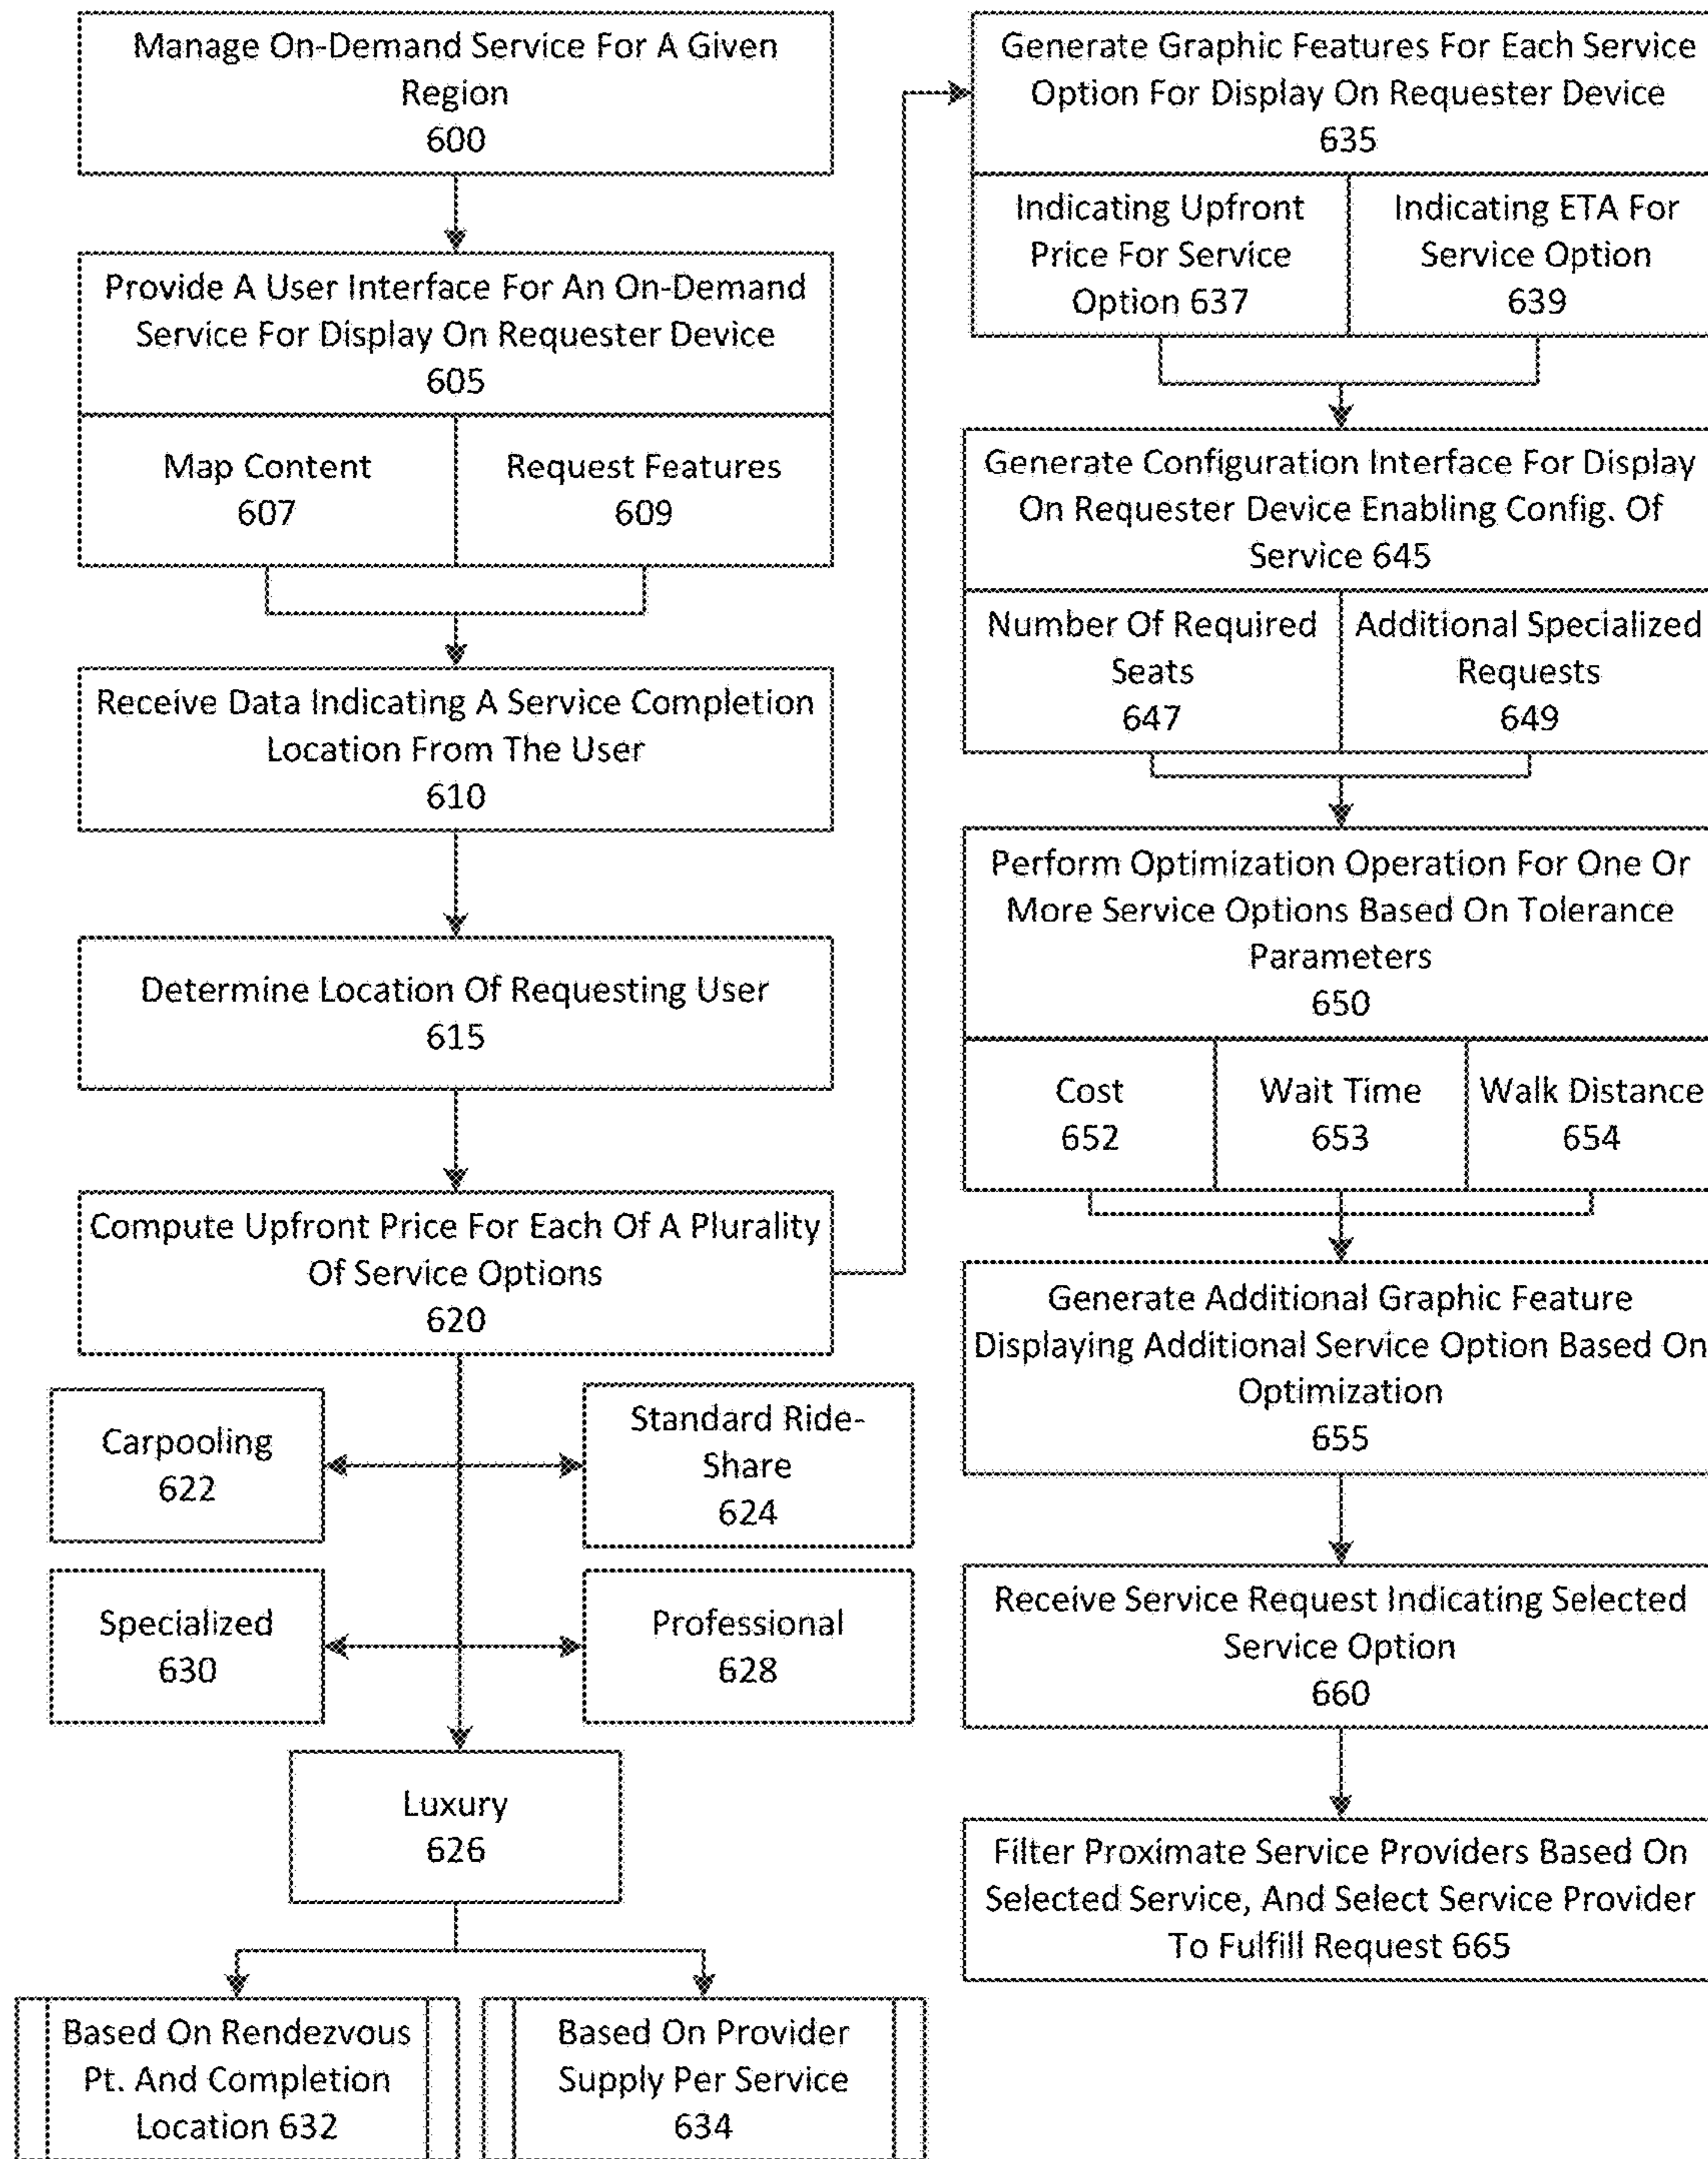 Manage On-Demand Service For A Given
Region
600
Provide A User Interface For An On-Demand
Service For Display On Requester Device
605
Map Content
607
Request Features
609
Receive Data Indicating A Service Completion
Location From The User
610
Determine Location Of Requesting User
615
Compute Upfront Price For Each Of A Plurality
Of Service Options
620
Carpooling
622
Standard Ride-
Share
624
Specialized
630
Professional
628
Luxury
626
Based On Rendezvous
Pt. And Completion
Location 632
Based On Provider
Supply Per Service
634
Generate Graphic Features For Each Service
Option For Display On Requester Device
635
Indicating Upfront
Price For Service
Option 637
Indicating ETA For
Service Option
639
Generate Configuration Interface For Display
On Requester Device Enabling Config. Of
Service 645
Number Of Required
Seats
647
Additional Specialized
Requests
649
Perform Optimization Operation For One Or
More Service Options Based On Tolerance
Parameters
650
Cost
652
Wait Time
653
Walk Distance
654
Generate Additional Graphic Feature
Displaying Additional Service Option Based On
Optimization
655
Receive Service Request Indicating Selected
Service Option
660
Filter Proximate Service Providers Based On
Selected Service, And Select Service Provider
To Fulfill Request 665